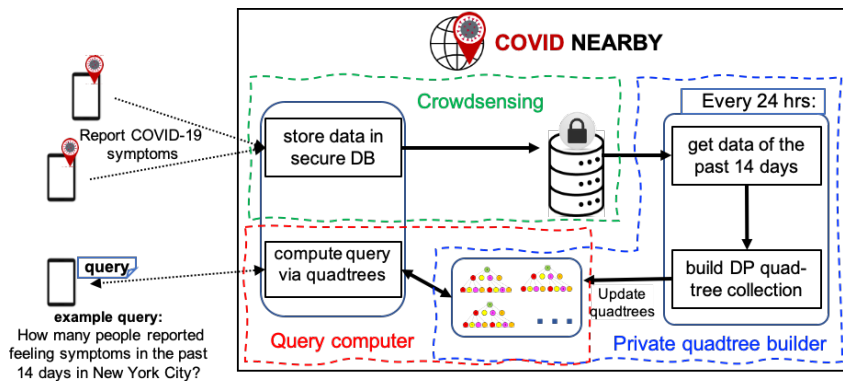 COVID NEARBY
Crowdsensing
Every 24 hrs:
Report COVID-19
symptoms
store data in
secure DB
get data of the
past 14 days
query
compute query
via quadtrees
Update
quadtrees
build DP quad-
tree collection
example query:
How many people reported
feeling symptoms in the past
14 days in New York City?
Query computer
Private quadtree builder